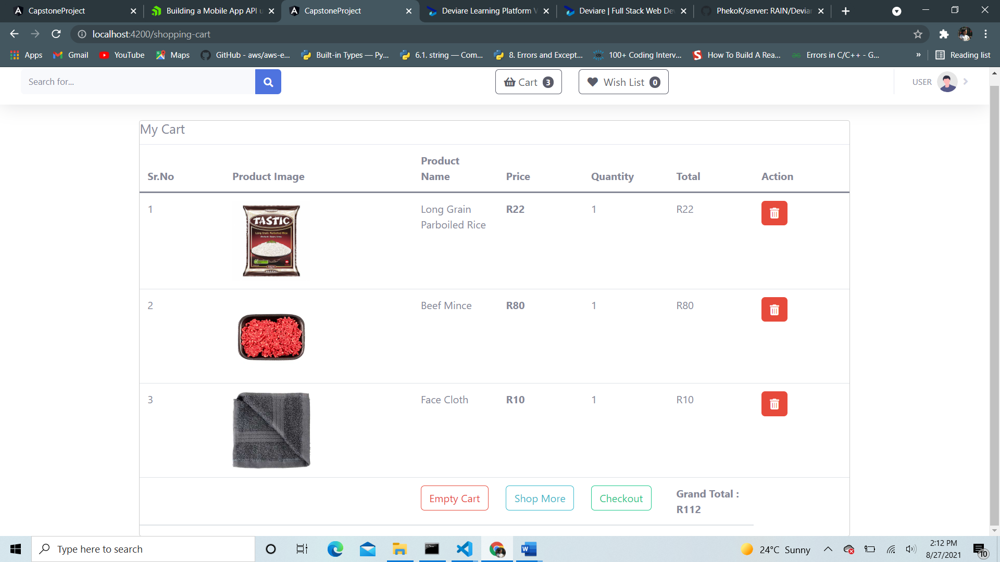 CapstoneProject
Building a Mobile App API u
CapstoneProject
Deviare Learning Platform V
Deviare | Full Stack Web De
PhekoK/server: RAIN/Devia
localhost:4200/shopping-cart
Apps
Gmail
YouTube
Maps
GitHub - aws/aws-e...
Built-in Types — Py...
6.1. string — Com...
8. Errors and Except...
100+ Coding Interv...
How To Build A Rea...
Errors in C/C++ - G...
»
Reading list
Search for...
Cart 3
Wish List 0
USER
My Cart
Sr.No Product Image Product Name Price Quantity Total Action
1
TASTIC
Long Grain Parboiled Rice
Long Grain
Parboiled Rice
R22
1
R22
2
Beef Mince
R80
1
R80
3
Face Cloth
R10
1
R10
Empty Cart
Shop More
Checkout
Grand Total :
R112
Type here to search
24°C Sunny
2:12 PM
8/27/2021
10